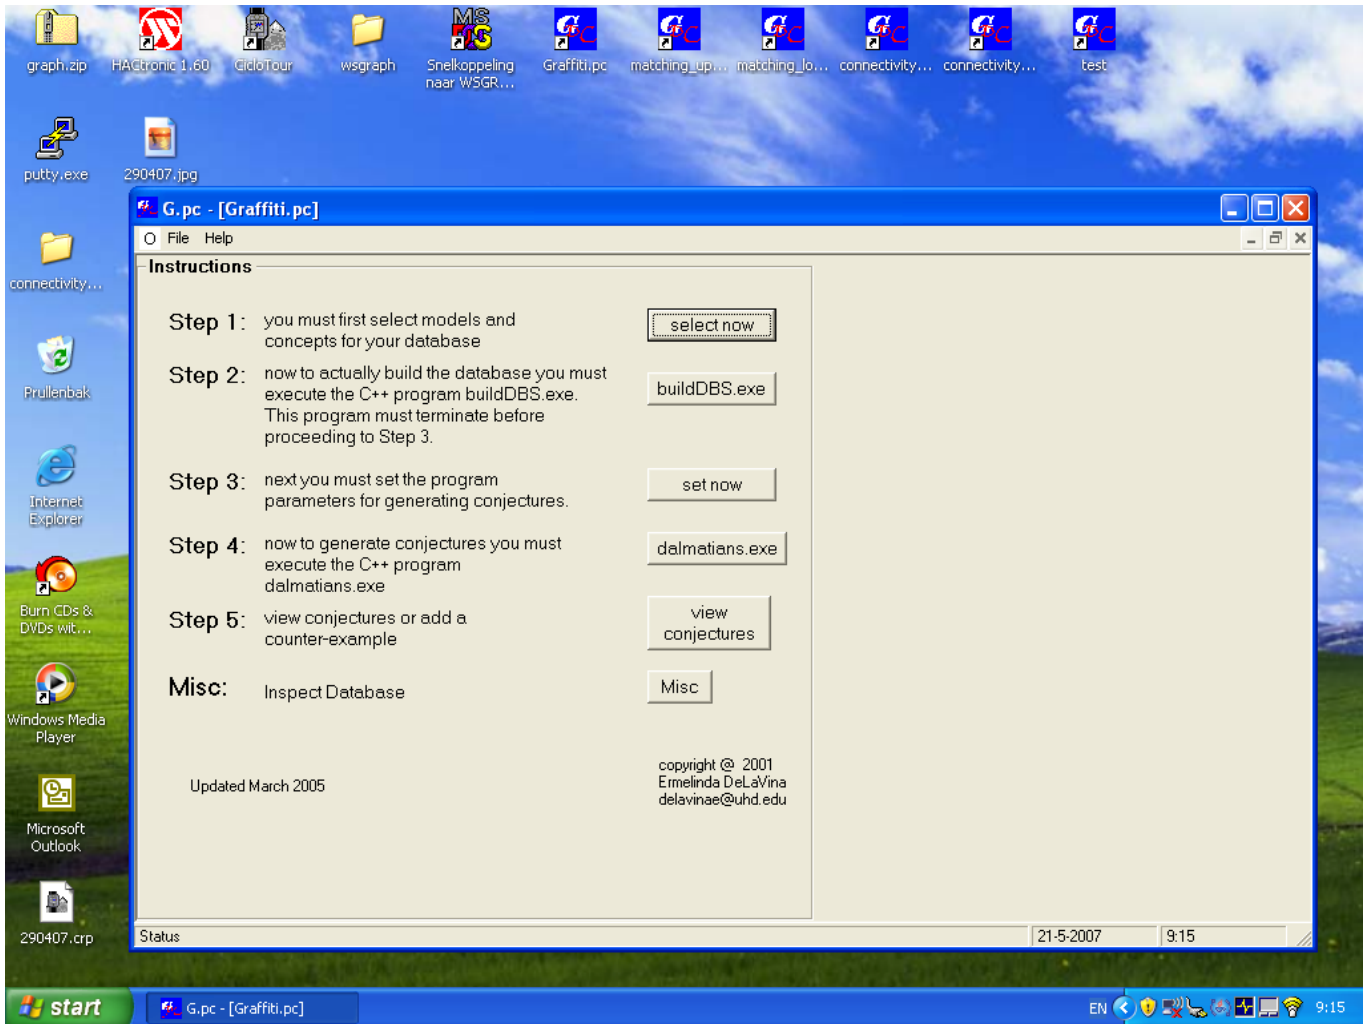 graph.zip
HACtronic 1.60
CicloTour
wsgraph
Snelkoppeling
naar WSGR...
Graffiti.pc
matching_up...
matching_lo...
connectivity...
connectivity...
test
putty.exe
290407.jpg
connectivity...
Prullenbak
Internet
Explorer
Burn CDs &
DVDs wit...
Windows Media
Player
Microsoft
Outlook
290407.crp
G.pc - [Graffiti.pc]
File Help
Instructions
Step 1: you must first select models and
concepts for your database
select now
Step 2: now to actually build the database you must
execute the C++ program buildDBS.exe.
This program must terminate before
proceeding to Step 3.
buildDBS.exe
Step 3: next you must set the program
parameters for generating conjectures.
set now
Step 4: now to generate conjectures you must
execute the C++ program
dalmatians.exe
dalmatians.exe
Step 5: view conjectures or add a
counter-example
view
conjectures
Misc: Inspect Database
Misc
Updated March 2005
copyright @ 2001
Ermelinda DeLaVina
delavinae@uhd.edu
Status
21-5-2007
9:15
start
G.pc - [Graffiti.pc]
EN
9:15